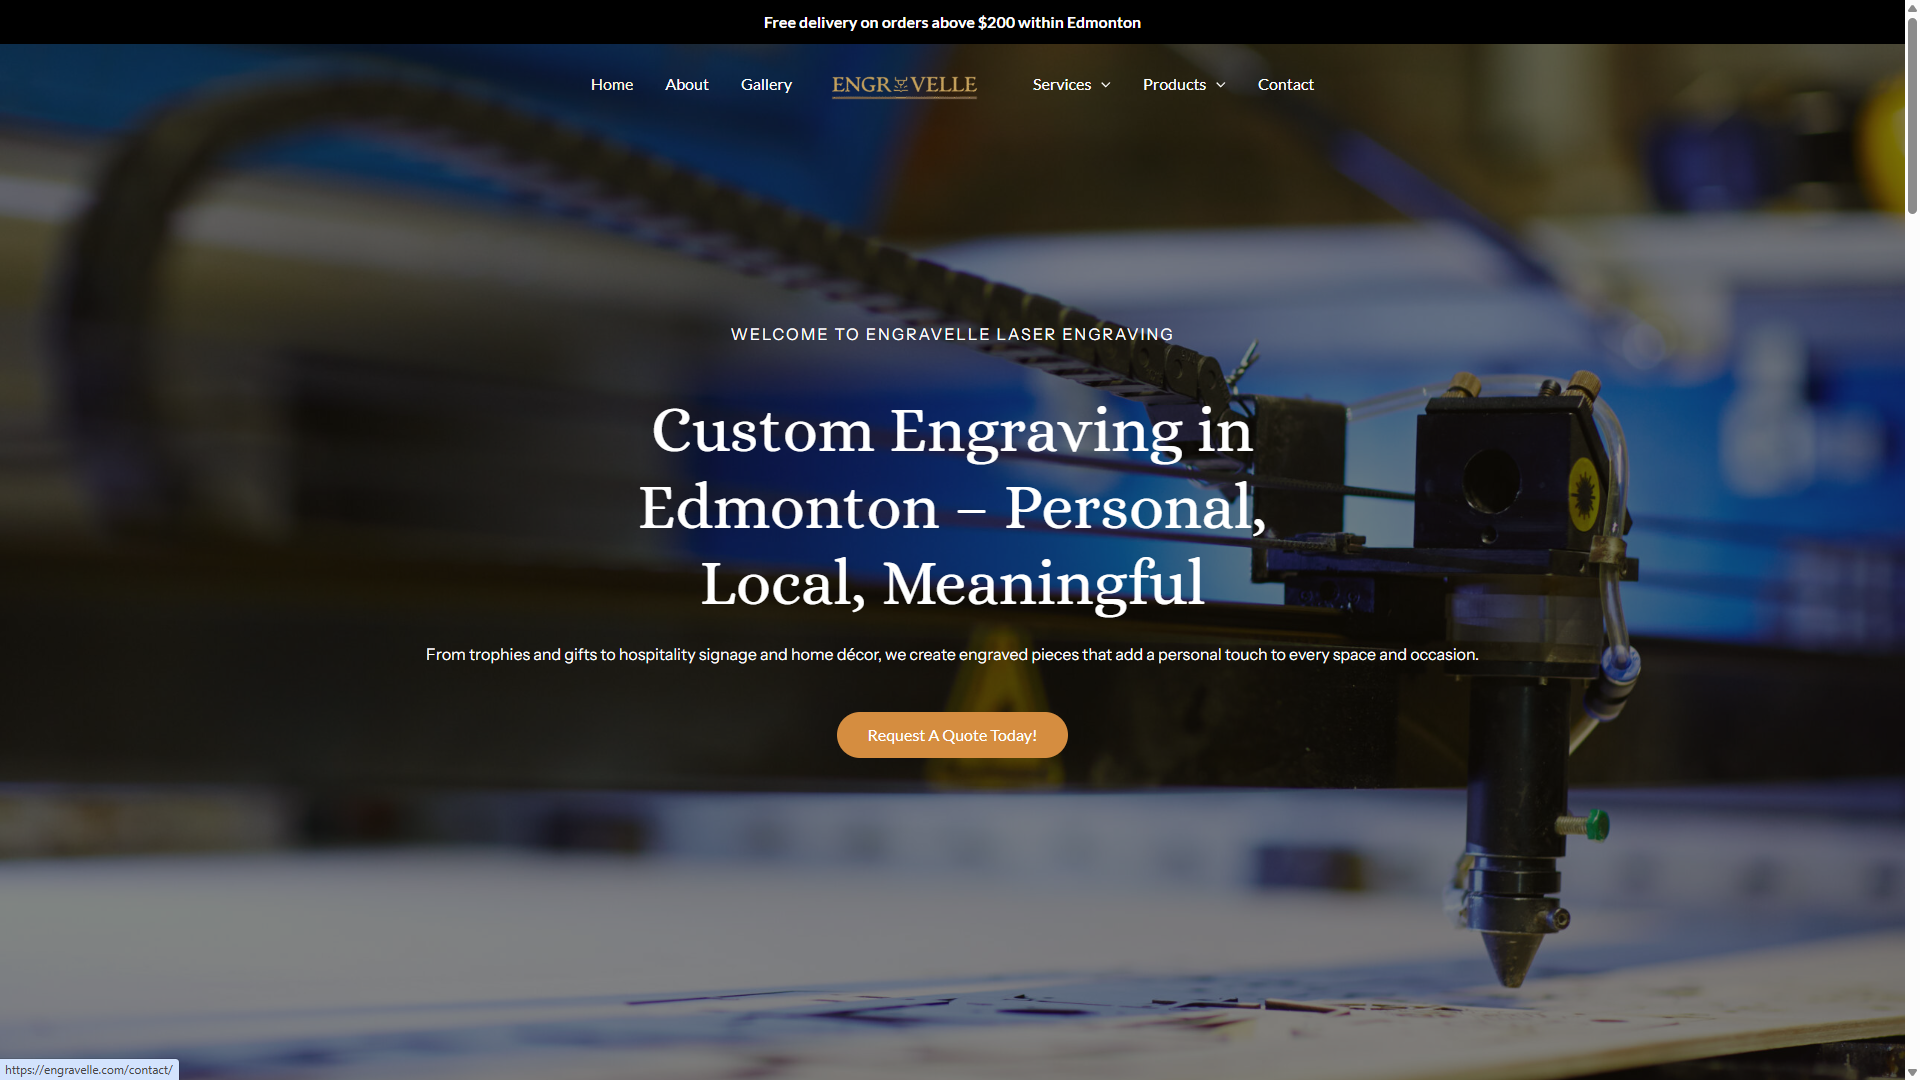 Free delivery on orders above $200 within Edmonton
Home About Gallery ENGRAVELLE Services Products Contact
WELCOME TO ENGRAVELLE LASER ENGRAVING
Custom Engraving in
Edmonton – Personal,
Local, Meaningful
From trophies and gifts to hospitality signage and home décor, we create engraved pieces that add a personal touch to every space and occasion.
Request A Quote Today!
https://engravelle.com/contact/